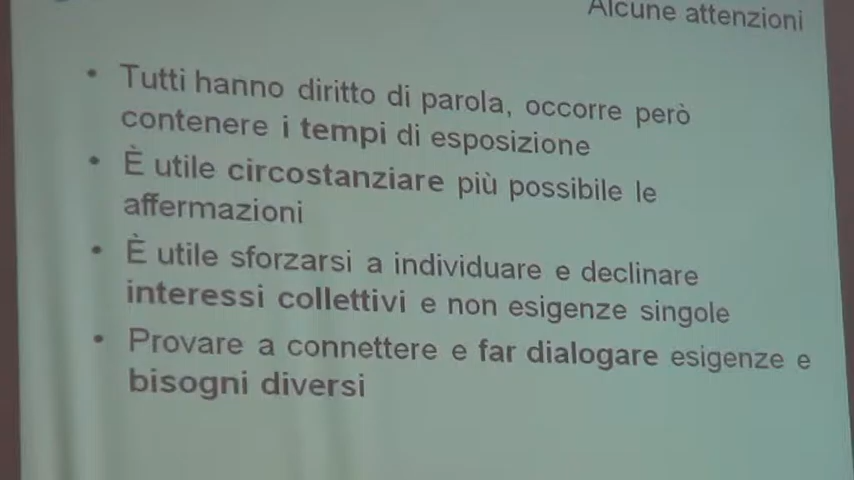 Alcune attenzioni
• Tutti hanno diritto di parola, occorre però
contenere i tempi di esposizione
• È utile circostanziare più possibile le
affermazioni
• È utile sforzarsi a individuare e declinare
interessi collettivi e non esigenze singole
• Provare a connettere e far dialogare esigenze e
bisogni diversi